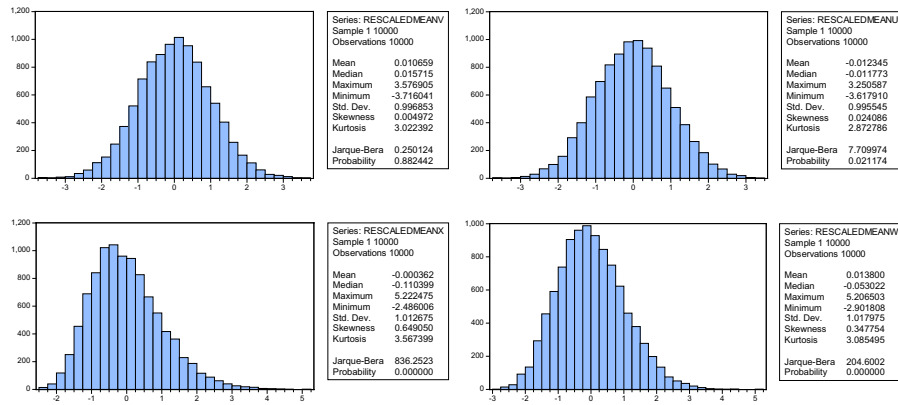 1,200
1,000
800
600
400
200
0
-3 -2 -1 0 1 2 3
Series: RESCALEDMEANV
Sample 1 10000
Observations 10000
Mean 0.010659
Median 0.015715
Maximum 3.576905
Minimum -3.716041
Std. Dev. 0.996853
Skewness 0.004972
Kurtosis 3.022392
Jarque-Bera 0.250124
Probability 0.882442
1,200
1,000
800
600
400
200
0
-3 -2 -1 0 1 2 3
Series: RESCALEDMEANU
Sample 1 10000
Observations 10000
Mean -0.012345
Median -0.011773
Maximum 3.250587
Minimum -3.617910
Std. Dev. 0.995545
Skewness 0.024086
Kurtosis 2.872786
Jarque-Bera 7.709974
Probability 0.021174
1,200
1,000
800
600
400
200
0
-2 -1 0 1 2 3 4 5
Series: RESCALEDMEANX
Sample 1 10000
Observations 10000
Mean -0.000362
Median -0.110399
Maximum 5.222475
Minimum -2.486006
Std. Dev. 1.012675
Skewness 0.649050
Kurtosis 3.567399
Jarque-Bera 836.2523
Probability 0.000000
1,000
800
600
400
200
0
-3 -2 -1 0 1 2 3 4 5
Series: RESCALEDMEANW
Sample 1 10000
Observations 10000
Mean 0.013800
Median -0.053022
Maximum 5.206503
Minimum -2.901808
Std. Dev. 1.017975
Skewness 0.347754
Kurtosis 3.085495
Jarque-Bera 204.6002
Probability 0.000000